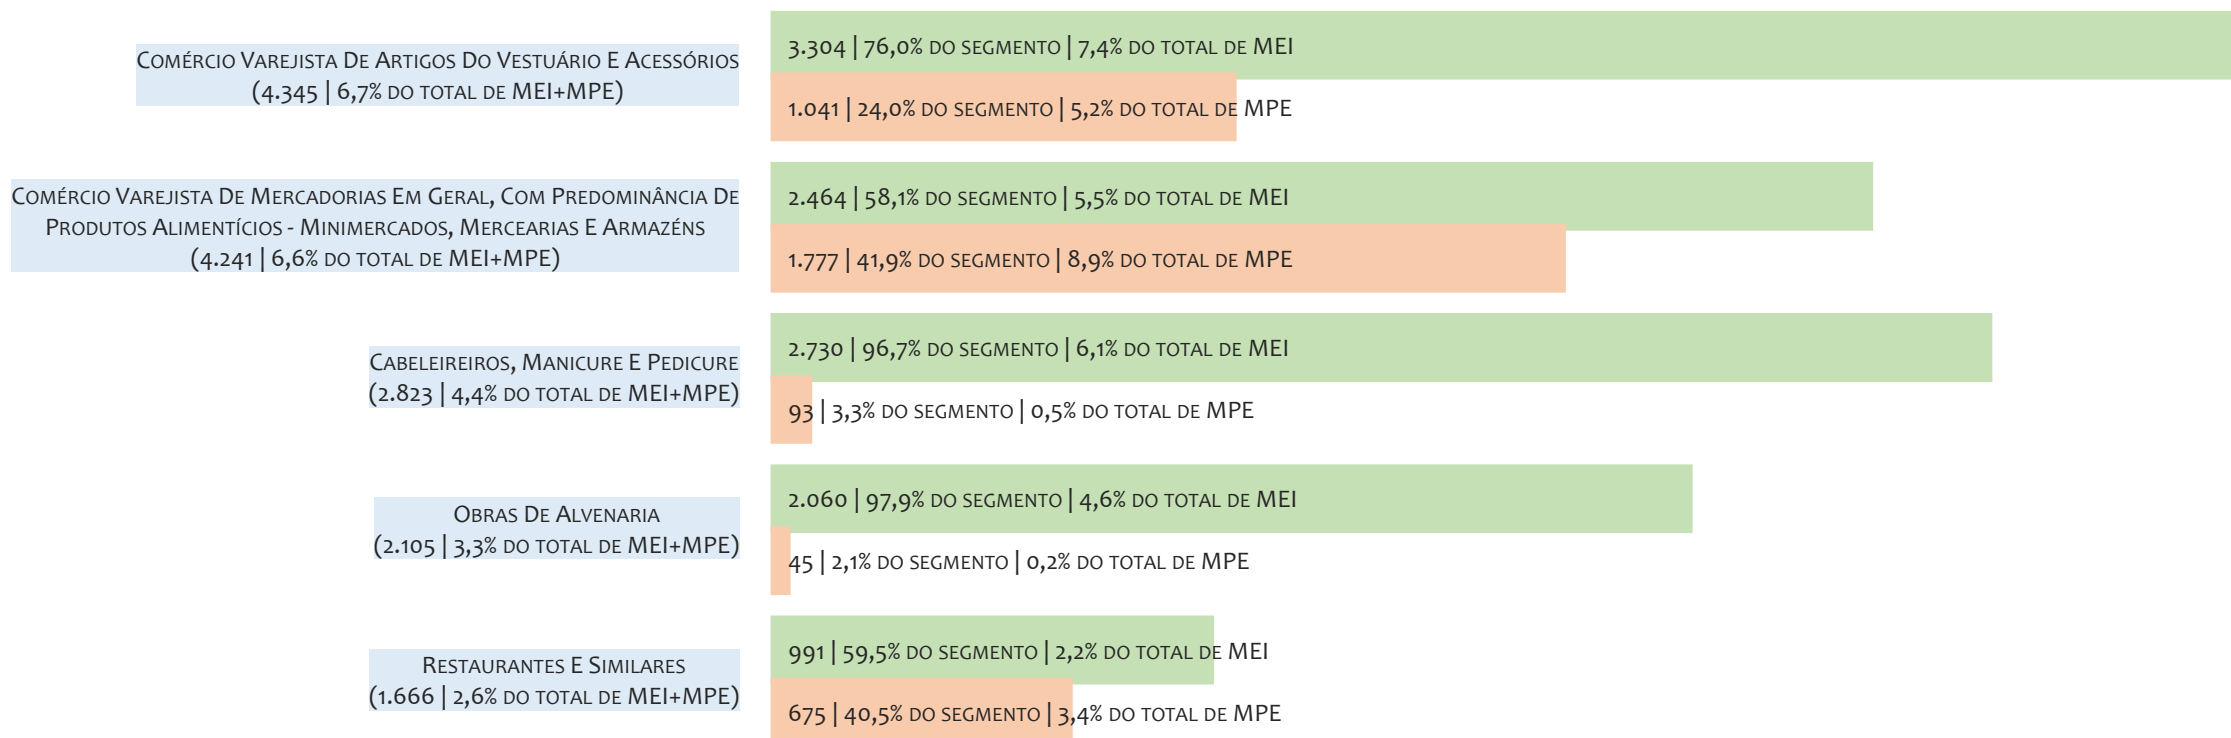 Comércio Varejista De Artigos Do Vestuário E Acessórios
(4.345 | 6,7% do total de MEI+MPE)
3.304 | 76,0% do segmento | 7,4% do total de MEI
1.041 | 24,0% do segmento | 5,2% do total de MPE
Comércio Varejista De Mercadorias Em Geral, Com Predominância De
Produtos Alimentícios - Minimercados, Mercearias E Armazéns
(4.241 | 6,6% do total de MEI+MPE)
2.464 | 58,1% do segmento | 5,5% do total de MEI
1.777 | 41,9% do segmento | 8,9% do total de MPE
Cabeleireiros, Manicure E Pedicure
(2.823 | 4,4% do total de MEI+MPE)
2.730 | 96,7% do segmento | 6,1% do total de MEI
93 | 3,3% do segmento | 0,5% do total de MPE
Obras De Alvenaria
(2.105 | 3,3% do total de MEI+MPE)
2.060 | 97,9% do segmento | 4,6% do total de MEI
45 | 2,1% do segmento | 0,2% do total de MPE
Restaurantes E Similares
(1.666 | 2,6% do total de MEI+MPE)
991 | 59,5% do segmento | 2,2% do total de MEI
675 | 40,5% do segmento | 3,4% do total de MPE